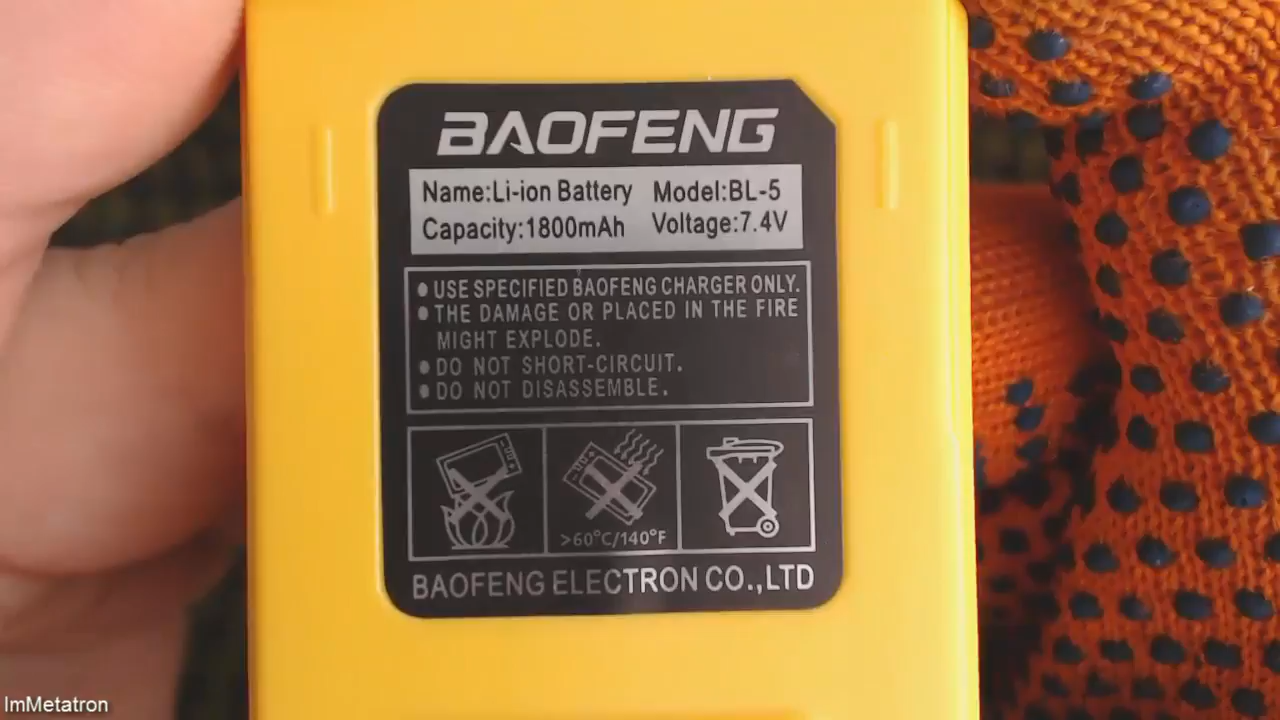 BAOFENG
Name:Li-ion Battery Model:BL-5
Capacity:1800mAh Voltage:7.4V
● USE SPECIFIED BAOFENG CHARGER ONLY.
● THE DAMAGE OR PLACED IN THE FIRE
MIGHT EXPLODE.
● DO NOT SHORT-CIRCUIT.
● DO NOT DISASSEMBLE.
>60°C/140°F
BAOFENG ELECTRON CO.,LTD
ImMetatron